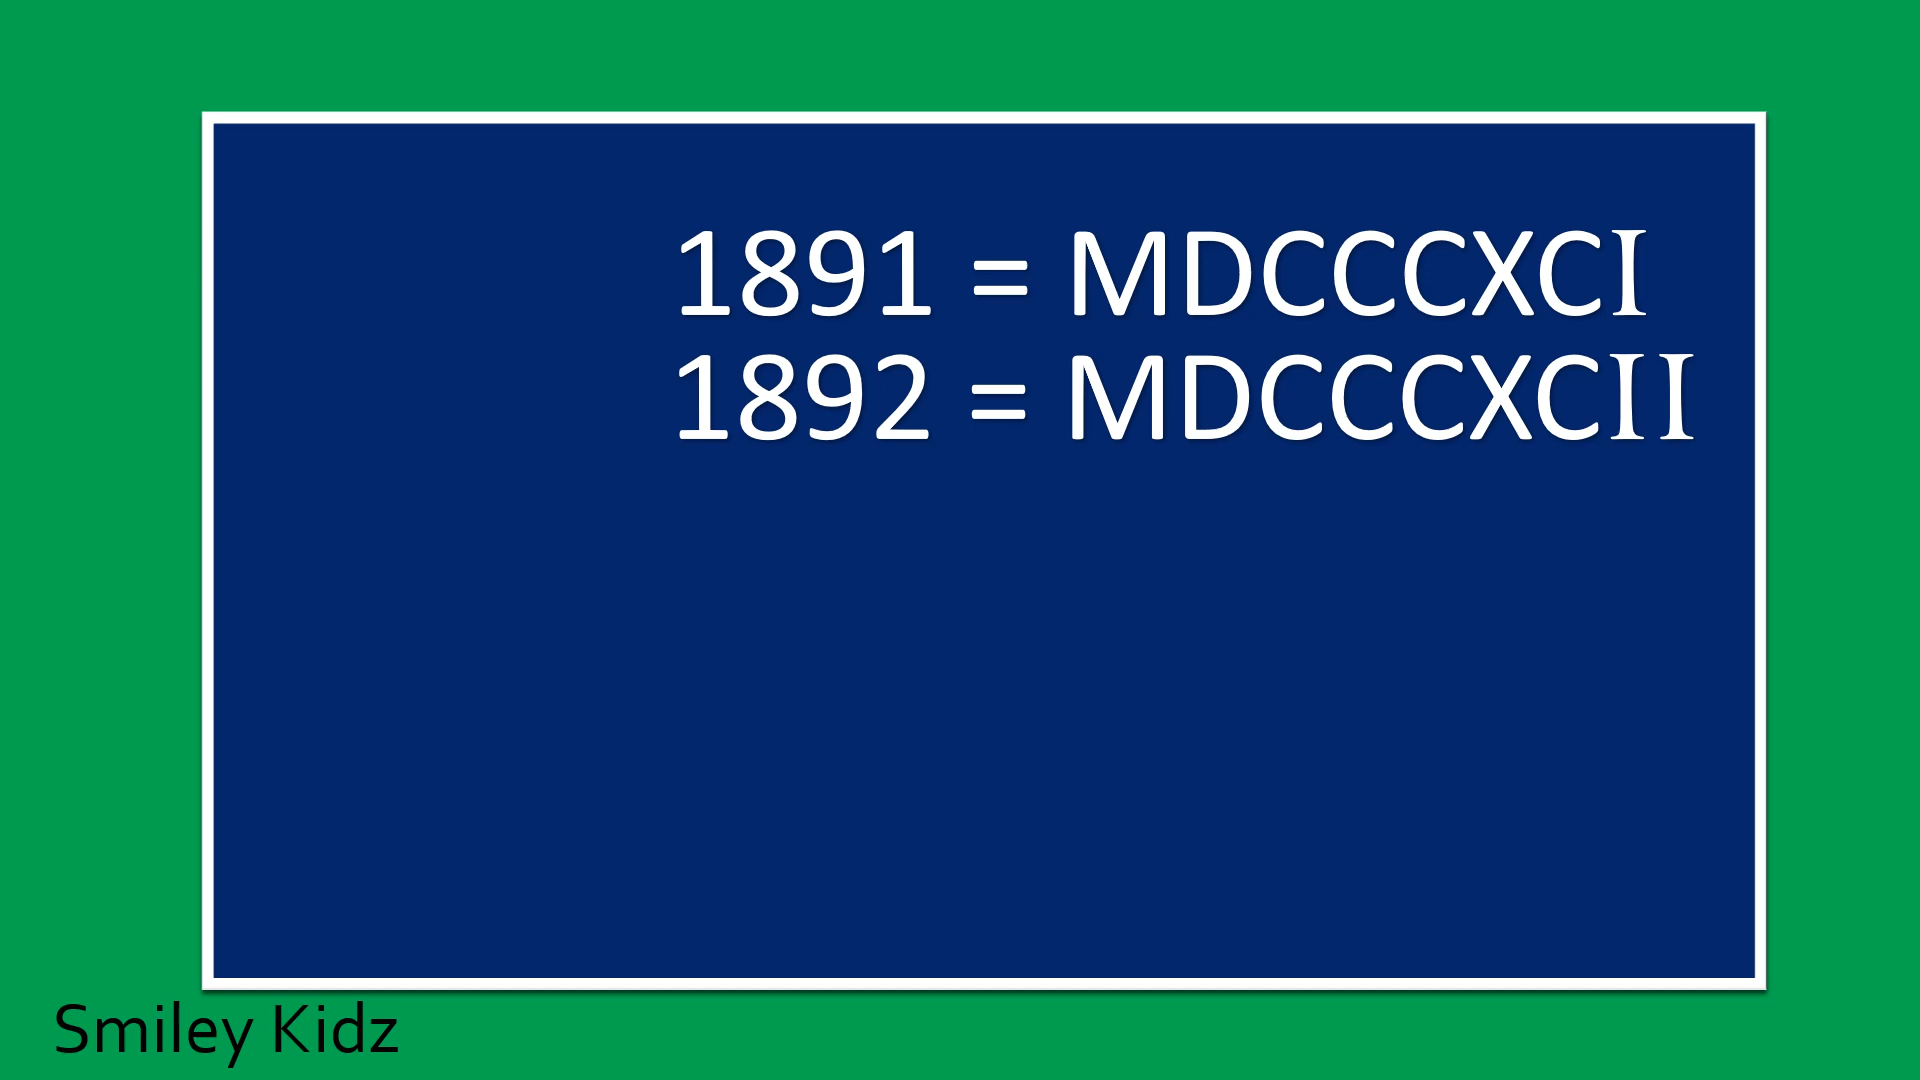 1891 = MDCCCXCI
1892 = MDCCCXCII
Smiley Kidz